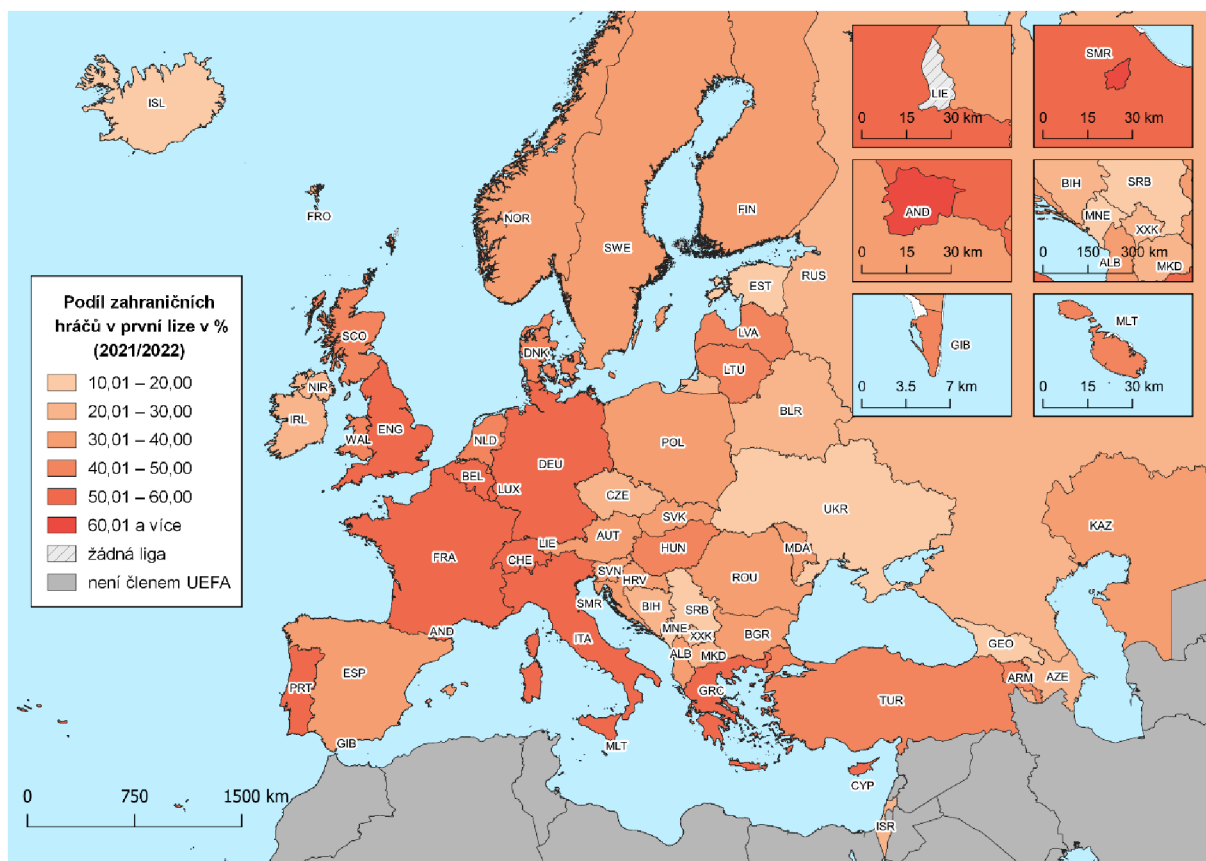 Podíl zahraničních
hráčů v první lize v %
(2021/2022)
10,01 – 20,00
20,01 – 30,00
30,01 – 40,00
40,01 – 50,00
50,01 – 60,00
60,01 a více
žádná liga
není členem UEFA
ISL
FRO
NOR
SWE
FIN
RUS
EST
LVA
LTU
DNK
SCO
NIR
IRL
WAL
ENG
NLD
BEL
LUX
DEU
POL
BLR
CZE
UKR
KAZ
SVK
LIE
AUT
HUN
MDA
FRA
CHE
SVN
HRV
ROU
SMR
BIH
SRB
MNE
XXK
BGR
ITA
ALB
MKD
AND
ESP
PRT
GIB
GRC
TUR
GEO
ARM
AZE
MLT
CYP
ISR
0 750 1500 km
LIE
0 15 30 km
SMR
0 15 30 km
AND
0 15 30 km
BIH
SRB
MNE
XXK
ALB
MKD
0 150 300 km
GIB
0 3.5 7 km
MLT
0 15 30 km